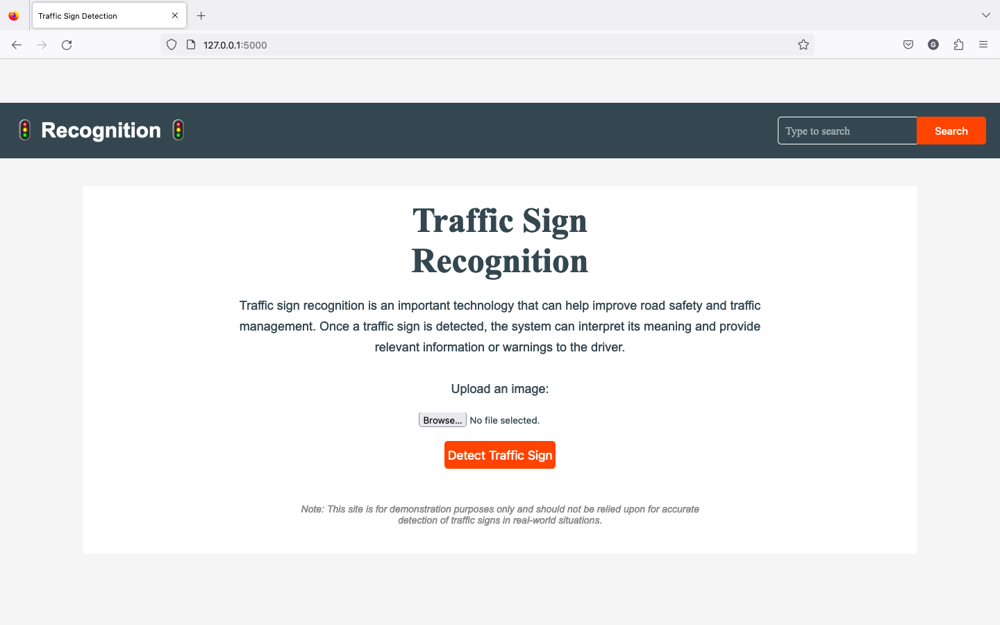 Traffic Sign Detection
127.0.0.1:5000
G
Recognition
Type to search
Search
Traffic Sign
Recognition
Traffic sign recognition is an important technology that can help improve road safety and traffic
management. Once a traffic sign is detected, the system can interpret its meaning and provide
relevant information or warnings to the driver.
Upload an image:
Browse... No file selected.
Detect Traffic Sign
Note: This site is for demonstration purposes only and should not be relied upon for accurate
detection of traffic signs in real-world situations.